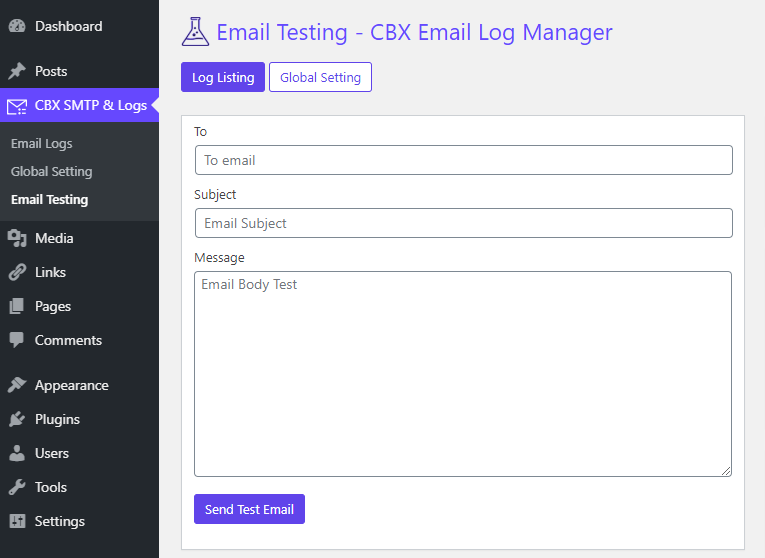 Dashboard
Posts
CBX SMTP & Logs
Email Logs
Global Setting
Email Testing
Media
Links
Pages
Comments
Appearance
Plugins
Users
Tools
Settings
Email Testing - CBX Email Log Manager
Log Listing Global Setting
To
To email
Subject
Email Subject
Message
Email Body Test
Send Test Email